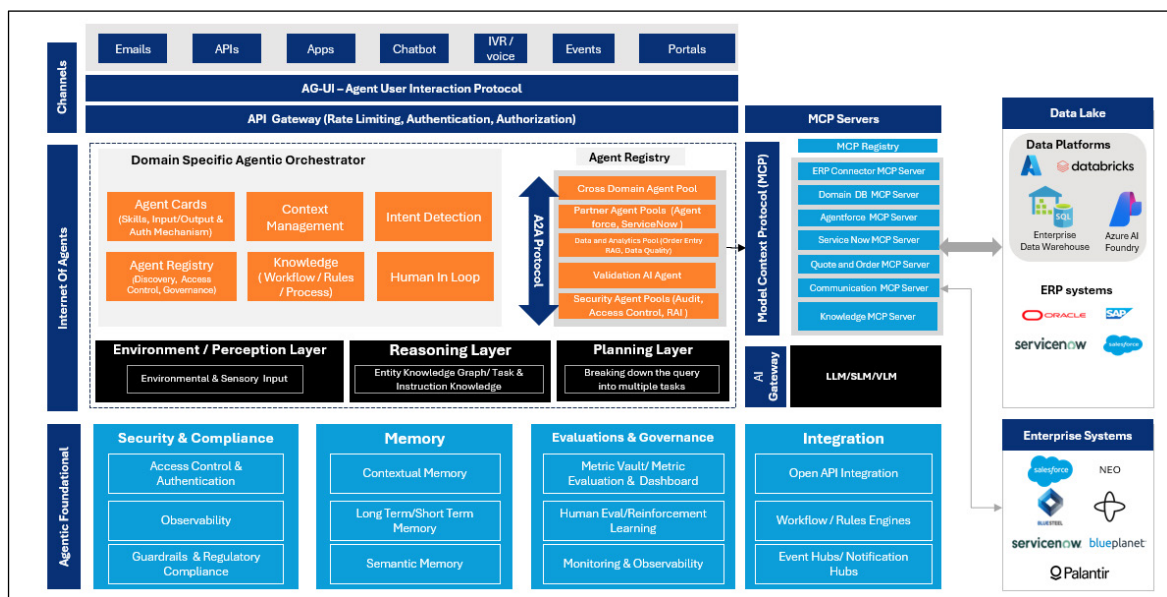 Channels
Emails
APIs
Apps
Chatbot
IVR /
voice
Events
Portals
AG-UI – Agent User Interaction Protocol
API Gateway (Rate Limiting, Authentication, Authorization)
MCP Servers
Internet Of Agents
Domain Specific Agentic Orchestrator
Agent Cards
(Skills, Input/Output &
Auth Mechanism)
Context
Management
Intent Detection
Agent Registry
(Discovery, Access
Control, Governance)
Knowledge
( Workflow / Rules
/ Process)
Human In Loop
A2A Protocol
Agent Registry
Cross Domain Agent Pool
Partner Agent Pools (Agent
force, ServiceNow )
Data and Analytics Pool (Order Entry
RAG, Data Quality)
Validation AI Agent
Security Agent Pools (Audit,
Access Control, RAI )
Environment / Perception Layer
Environmental & Sensory Input
Reasoning Layer
Entity Knowledge Graph/ Task &
Instruction Knowledge
Planning Layer
Breaking down the query
into multiple tasks
Model Context Protocol (MCP)
MCP Registry
ERP Connector MCP Server
Domain DB MCP Server
Agentforce MCP Server
Service Now MCP Server
Quote and Order MCP Server
Communication MCP Server
Knowledge MCP Server
AI
Gateway
LLM/SLM/VLM
Data Lake
Data Platforms
databricks
SQL
Enterprise
Data Warehouse
Azure AI
Foundry
ERP systems
ORACLE
SAP
servicenow
salesforce
Agentic Foundational
Security & Compliance
Access Control &
Authentication
Observability
Guardrails & Regulatory
Compliance
Memory
Contextual Memory
Long Term/Short Term
Memory
Semantic Memory
Evaluations & Governance
Metric Vault/ Metric
Evaluation & Dashboard
Human Eval/Reinforcement
Learning
Monitoring & Observability
Integration
Open API Integration
Workflow / Rules Engines
Event Hubs/ Notification
Hubs
Enterprise Systems
salesforce
NEO
BLUESTEEL
servicenow
blueplanet
Palantir